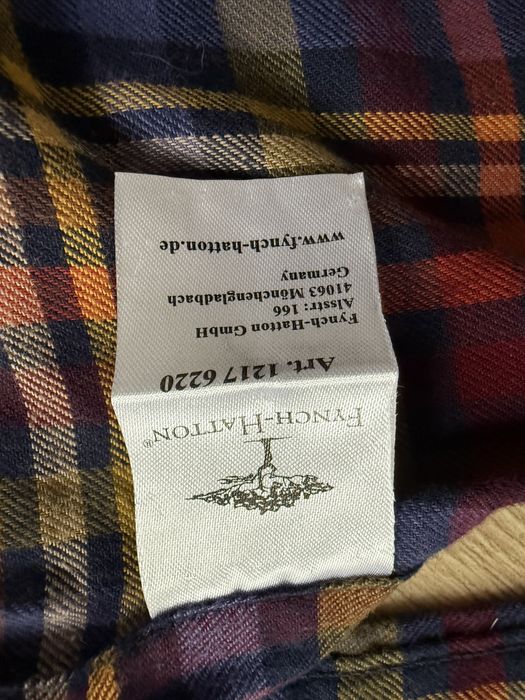 FYNCH-HATTON®
Art. 1217 6220
Fynch-Hatton GmbH
Alsstr: 166
41063 Mönchengladbach
Germany
www.fynch-hatton.de